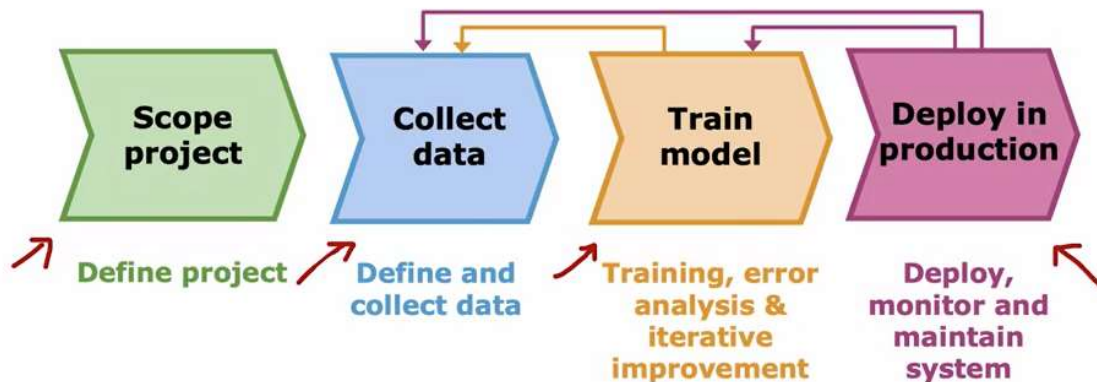 Scope
project
Collect
data
Train
model
Deploy in
production
Define project
Define and
collect data
Training, error
analysis &
iterative
improvement
Deploy,
monitor and
maintain
system